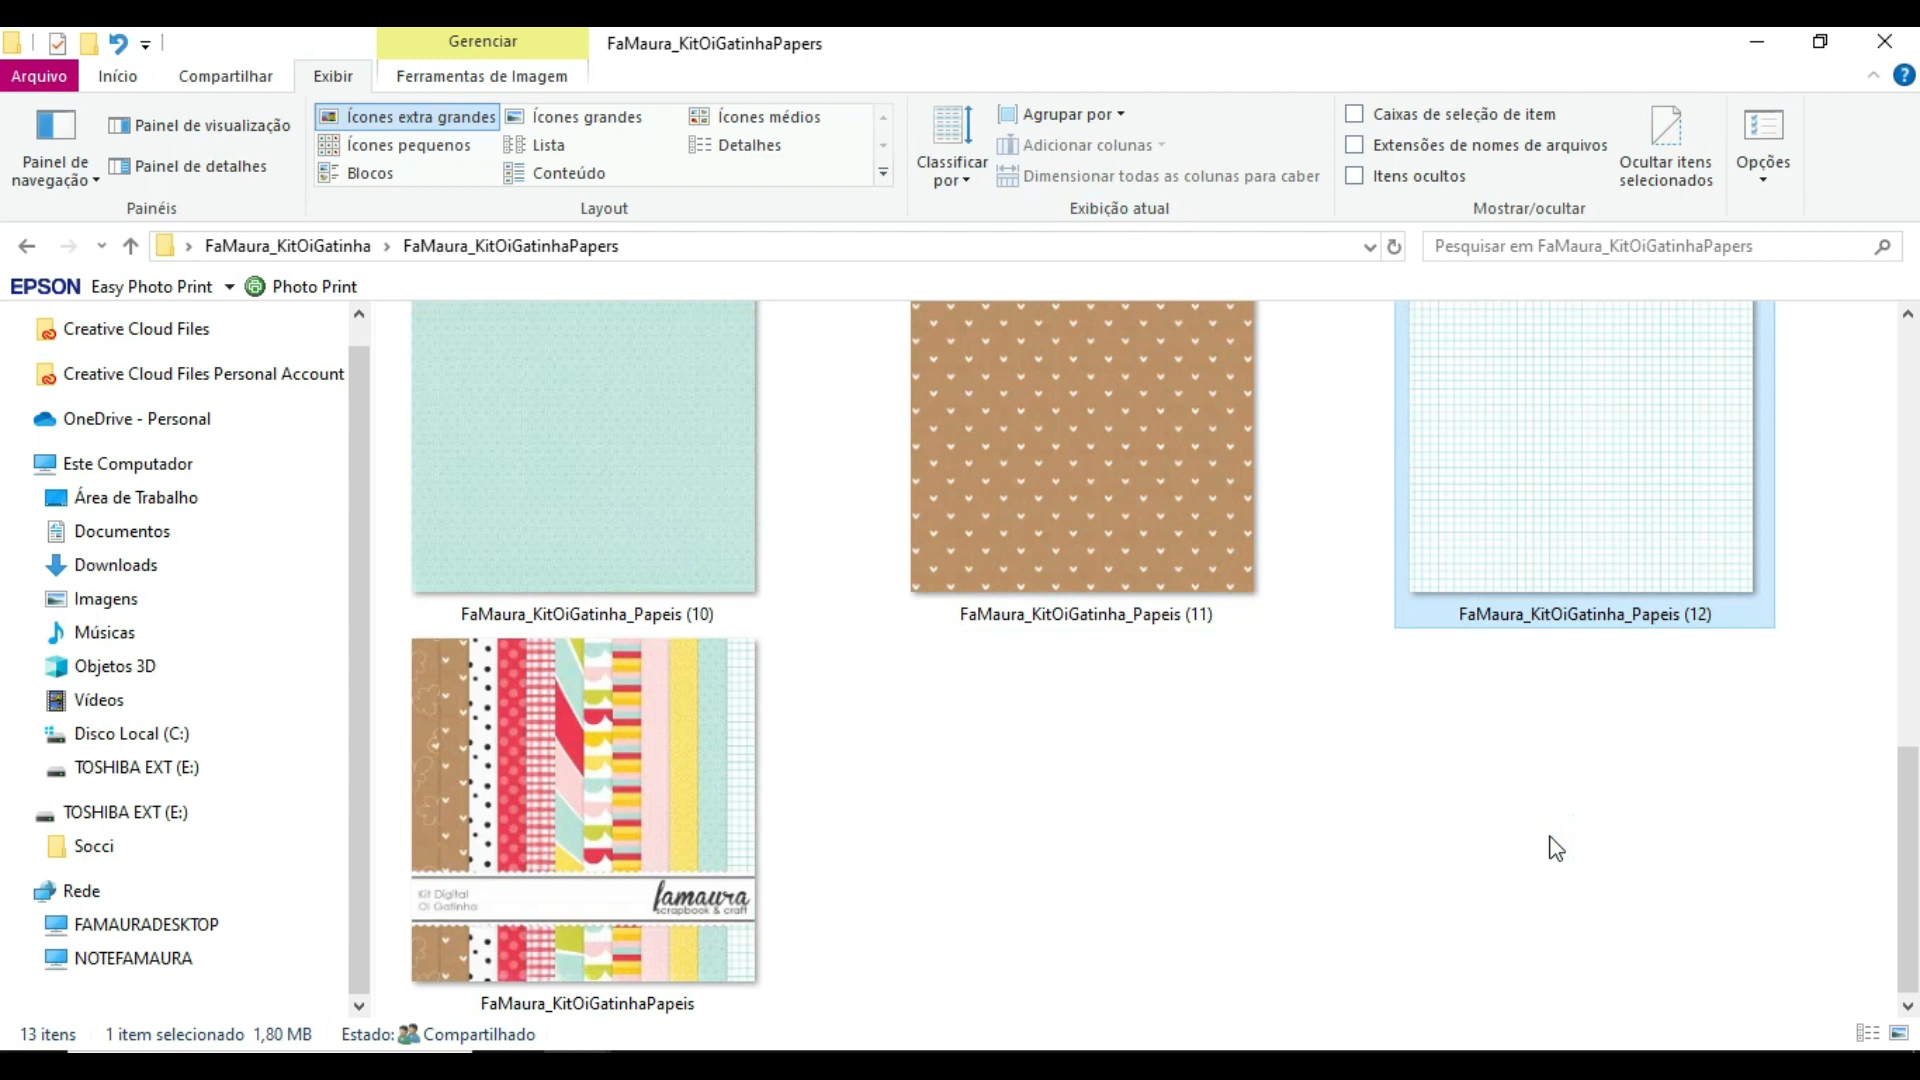 Gerenciar
FaMaura_KitOiGatinhaPapers
Arquivo
Início
Compartilhar
Exibir
Ferramentas de Imagem
?
Painel de navegação
Painel de visualização
Painel de detalhes
Painéis
Ícones extra grandes
Ícones grandes
Ícones médios
Ícones pequenos
Lista
Detalhes
Blocos
Conteúdo
Layout
Classificar por
Agrupar por
Adicionar colunas
Dimensionar todas as colunas para caber
Exibição atual
Caixas de seleção de item
Extensões de nomes de arquivos
Itens ocultos
Ocultar itens selecionados
Mostrar/ocultar
Opções
FaMaura_KitOiGatinha
FaMaura_KitOiGatinhaPapers
Pesquisar em FaMaura_KitOiGatinhaPapers
EPSON Easy Photo Print Photo Print
Creative Cloud Files
Creative Cloud Files Personal Account
OneDrive - Personal
Este Computador
Área de Trabalho
Documentos
Downloads
Imagens
Músicas
Objetos 3D
Vídeos
Disco Local (C:)
TOSHIBA EXT (E:)
TOSHIBA EXT (E:)
Socci
Rede
FAMAURADESKTOP
NOTEFAMAURA
FaMaura_KitOiGatinha_Papeis (10)
FaMaura_KitOiGatinha_Papeis (11)
FaMaura_KitOiGatinha_Papeis (12)
Kit Digital
Oi Gatinha
famaura
scrapbook & craft
FaMaura_KitOiGatinhaPapeis
13 itens
1 item selecionado 1,80 MB
Estado: Compartilhado